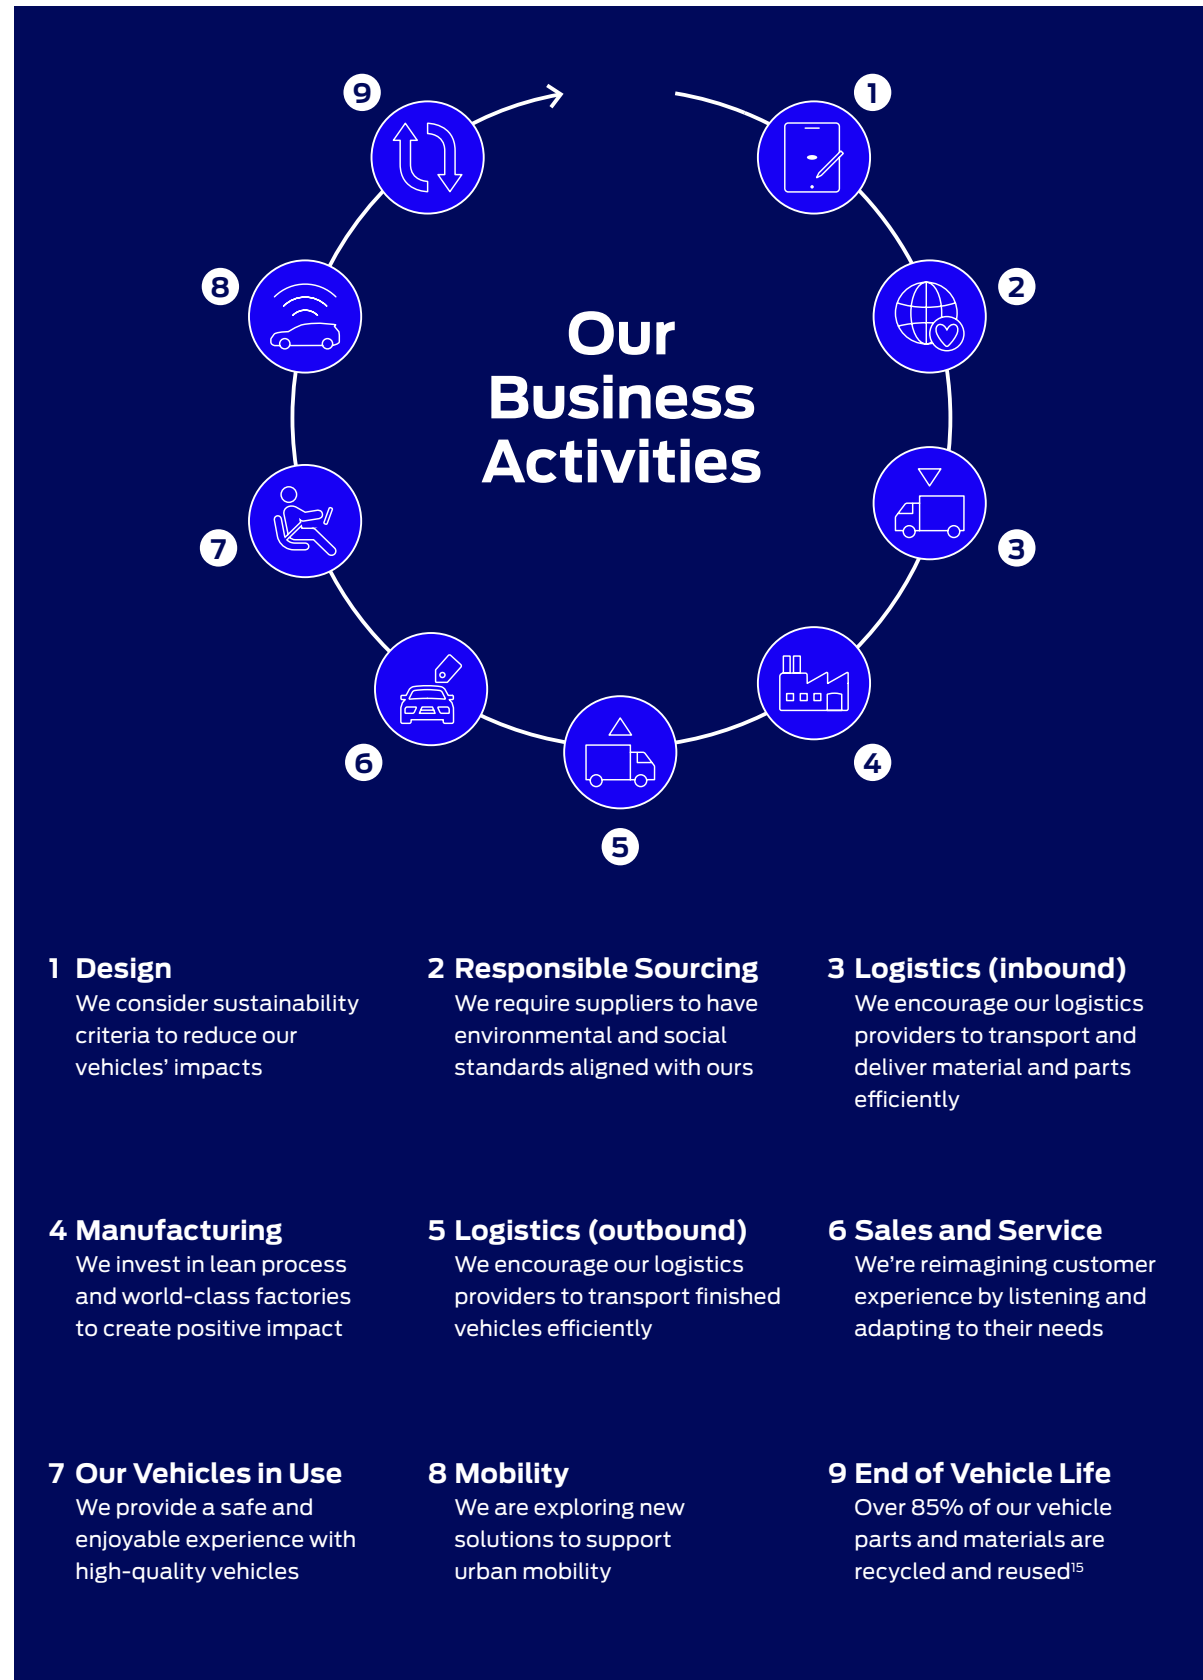 9
1
8
2
Our
Business
Activities
7
3
6
4
5
1 Design
We consider sustainability
criteria to reduce our
vehicles’ impacts
2 Responsible Sourcing
We require suppliers to have
environmental and social
standards aligned with ours
3 Logistics (inbound)
We encourage our logistics
providers to transport and
deliver material and parts
efficiently
4 Manufacturing
We invest in lean process
and world-class factories
to create positive impact
5 Logistics (outbound)
We encourage our logistics
providers to transport finished
vehicles efficiently
6 Sales and Service
We’re reimagining customer
experience by listening and
adapting to their needs
7 Our Vehicles in Use
We provide a safe and
enjoyable experience with
high-quality vehicles
8 Mobility
We are exploring new
solutions to support
urban mobility
9 End of Vehicle Life
Over 85% of our vehicle
parts and materials are
recycled and reused¹⁵